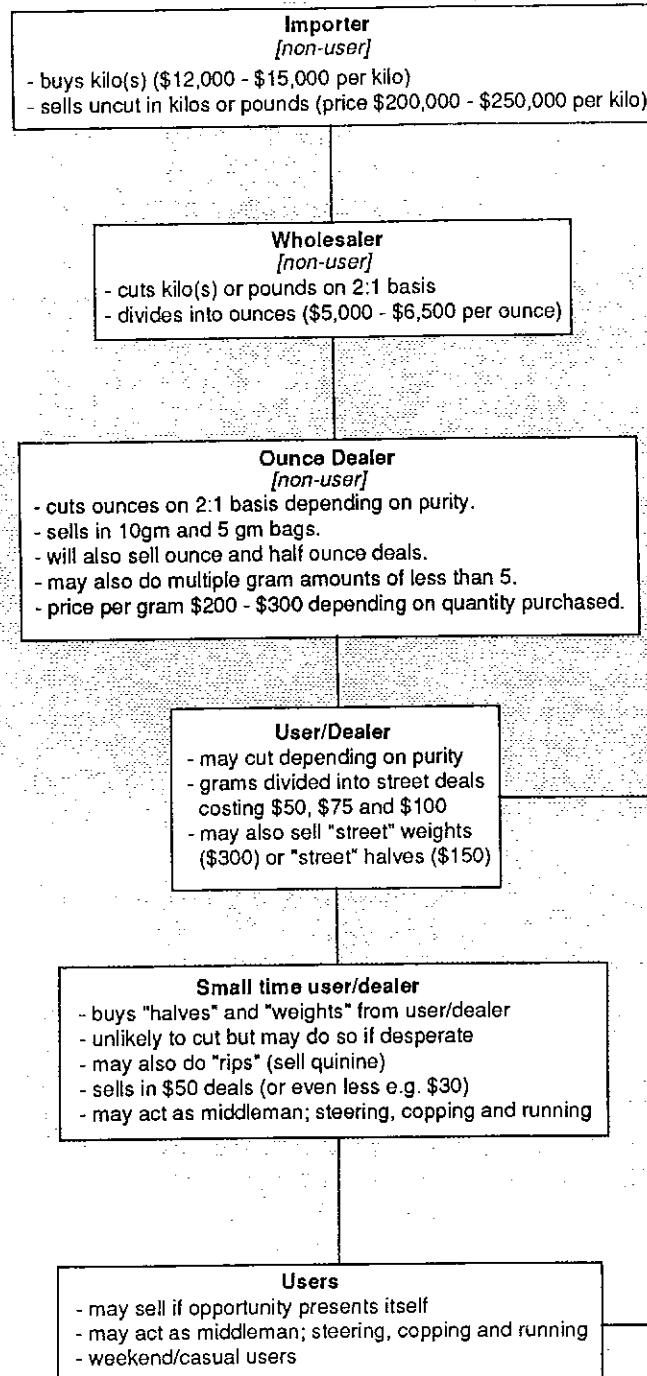 Importer
[non-user]
- buys kilo(s) ($12,000 - $15,000 per kilo)
- sells uncut in kilos or pounds (price $200,000 - $250,000 per kilo)
Wholesaler
[non-user]
- cuts kilo(s) or pounds on 2:1 basis
- divides into ounces ($5,000 - $6,500 per ounce)
Ounce Dealer
[non-user]
- cuts ounces on 2:1 basis depending on purity.
- sells in 10gm and 5 gm bags.
- will also sell ounce and half ounce deals.
- may also do multiple gram amounts of less than 5.
- price per gram $200 - $300 depending on quantity purchased.
User/Dealer
- may cut depending on purity
- grams divided into street deals
costing $50, $75 and $100
- may also sell "street" weights
($300) or "street" halves ($150)
Small time user/dealer
- buys "halves" and "weights" from user/dealer
- unlikely to cut but may do so if desperate
- may also do "rips" (sell quinine)
- sells in $50 deals (or even less e.g. $30)
- may act as middleman; steering, copping and running
Users
- may sell if opportunity presents itself
- may act as middleman; steering, copping and running
- weekend/casual users